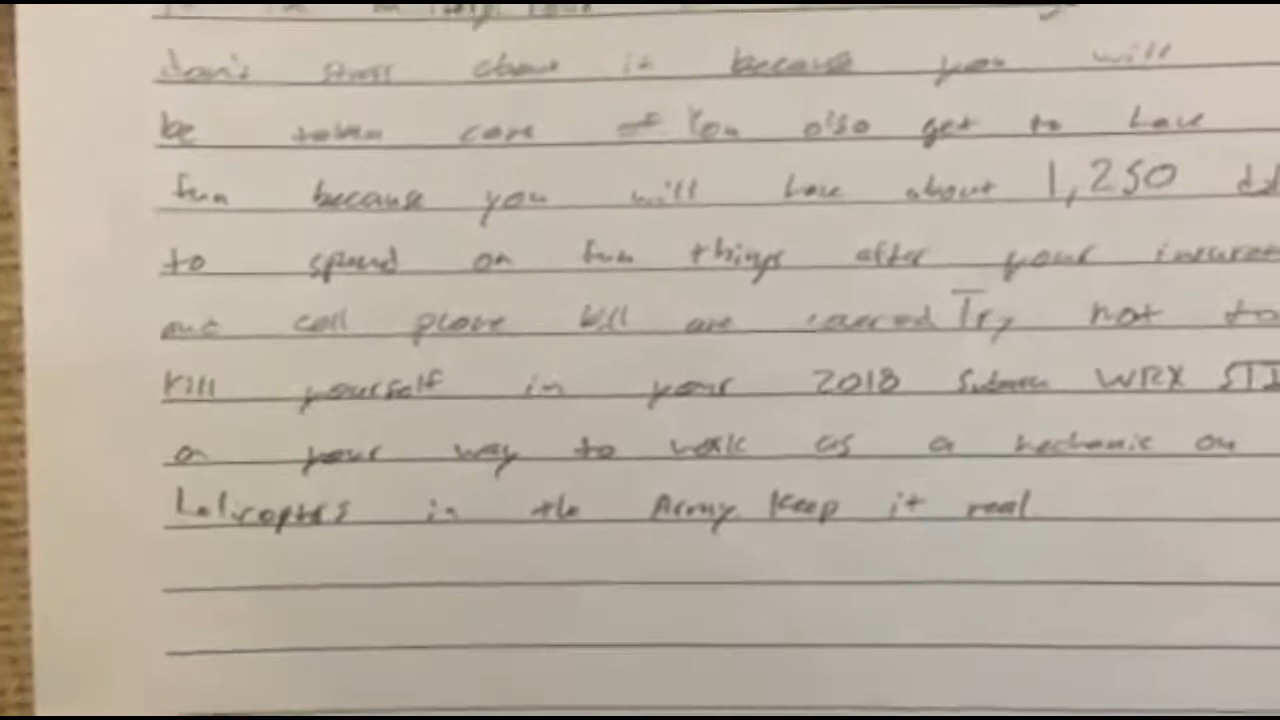 don't stress about it because you will
be taken care of You also get to have
fun because you will have about 1,250
to spend on fun things after your
and cell phone bill are covered Try not to
kill yourself in your 2018 Subaru WRX STI
on your way to work as a mechanic on
helicopters in the Army. Keep it real